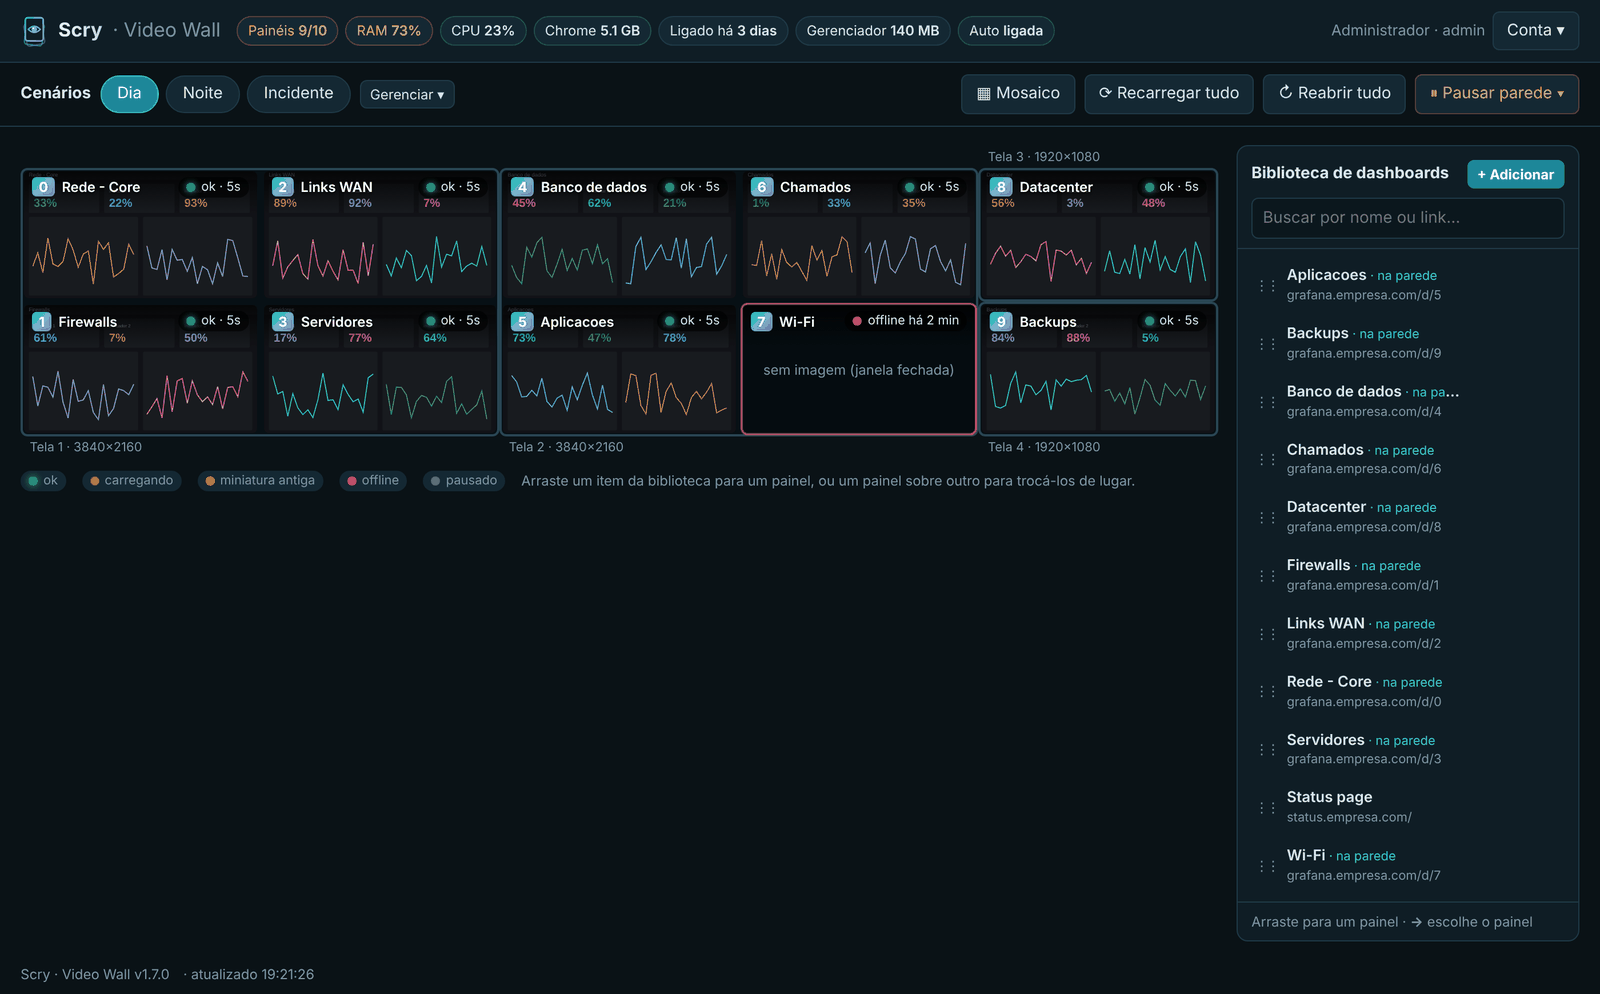 Scry · Video Wall
Painéis 9/10
RAM 73%
CPU 23%
Chrome 5.1 GB
Ligado há 3 dias
Gerenciador 140 MB
Auto ligada
Administrador · admin
Conta ▾
Cenários
Dia
Noite
Incidente
Gerenciar ▾
▦ Mosaico
⟳ Recarregar tudo
↻ Reabrir tudo
⏸ Pausar parede ▾
Tela 3 · 1920×1080
0 Rede - Core
ok · 5s
33% 22% 93%
2 Links WAN
ok · 5s
89% 92% 7%
4 Banco de dados
ok · 5s
45% 62% 21%
6 Chamados
ok · 5s
1% 33% 35%
8 Datacenter
ok · 5s
56% 3% 48%
1 Firewalls
ok · 5s
61% 7% 50%
3 Servidores
ok · 5s
17% 77% 64%
5 Aplicacoes
ok · 5s
73% 47% 78%
7 Wi-Fi
offline há 2 min
sem imagem (janela fechada)
9 Backups
ok · 5s
84% 88% 5%
Tela 1 · 3840×2160
Tela 2 · 3840×2160
Tela 4 · 1920×1080
ok
carregando
miniatura antiga
offline
pausado
Arraste um item da biblioteca para um painel, ou um painel sobre outro para trocá-los de lugar.
Biblioteca de dashboards
+ Adicionar
Buscar por nome ou link...
Aplicacoes · na parede
grafana.empresa.com/d/5
Backups · na parede
grafana.empresa.com/d/9
Banco de dados · na pa...
grafana.empresa.com/d/4
Chamados · na parede
grafana.empresa.com/d/6
Datacenter · na parede
grafana.empresa.com/d/8
Firewalls · na parede
grafana.empresa.com/d/1
Links WAN · na parede
grafana.empresa.com/d/2
Rede - Core · na parede
grafana.empresa.com/d/0
Servidores · na parede
grafana.empresa.com/d/3
Status page
status.empresa.com/
Wi-Fi · na parede
grafana.empresa.com/d/7
Arraste para um painel · → escolhe o painel
Scry · Video Wall v1.7.0 · atualizado 19:21:26